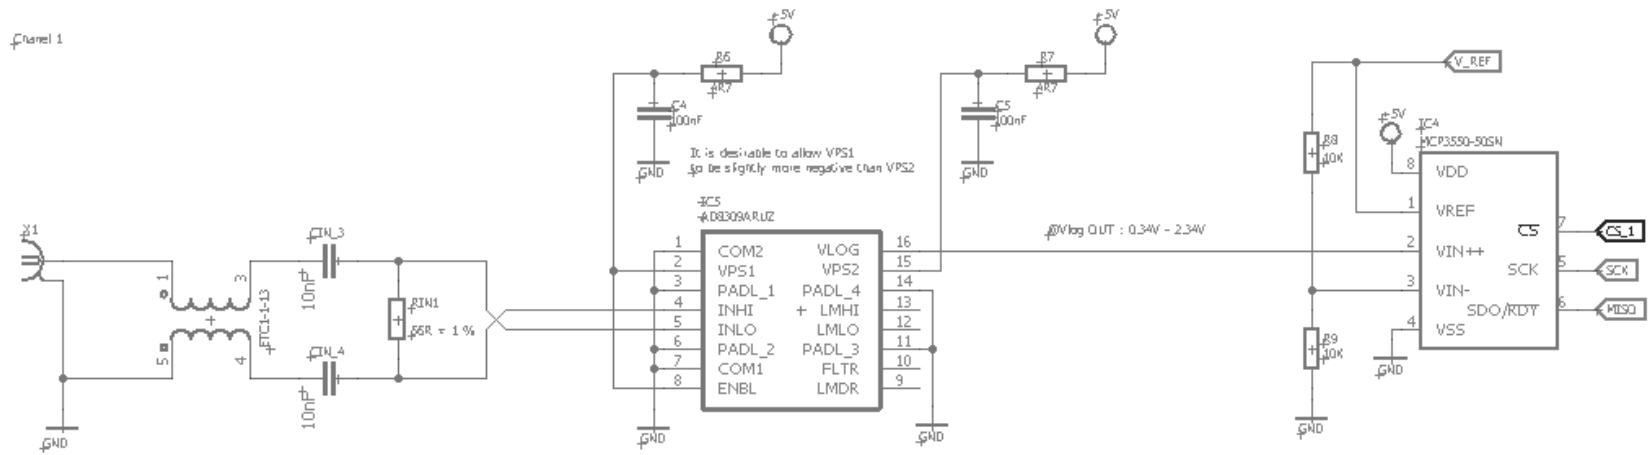 Chanel 1
+5V
R6
4R7
C4
100nF
GND
+5V
R7
4R7
C5
100nF
GND
It is desirable to allow VPS1
to be slightly more negative than VPS2
V_REF
R8
10K
+5V
IC4
MCP3550-50SN
8 VDD
1 VREF
2 VIN++
3 VIN-
4 VSS
CS 7 CS_1
SCK 5 SCK
SDO/RDY 6 MISO
GND
R9
10K
GND
@Vlog OUT : 0.34V - 2.34V
X1
GND
1
5
3
4
ETC1-1-13
CIN_3
10nF
CIN_4
10nF
RIN1
56R = 1 %
IC5
AD8309ARUZ
1 COM2 VLOG 16
2 VPS1 VPS2 15
3 PADL_1 PADL_4 14
4 INHI LMHI 13
5 INLO LMLO 12
6 PADL_2 PADL_3 11
7 COM1 FLTR 10
8 ENBL LMDR 9
GND
GND